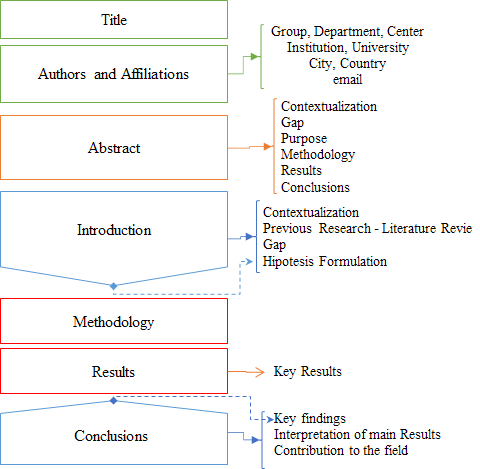 Title
Authors and Affiliations
Group, Department, Center
Institution, University
City, Country
email
Abstract
Contextualization
Gap
Purpose
Methodology
Results
Conclusions
Introduction
Contextualization
Previous Research - Literature Revie
Gap
Hipotesis Formulation
Methodology
Results
Key Results
Conclusions
Key findings
Interpretation of main Results
Contribution to the field